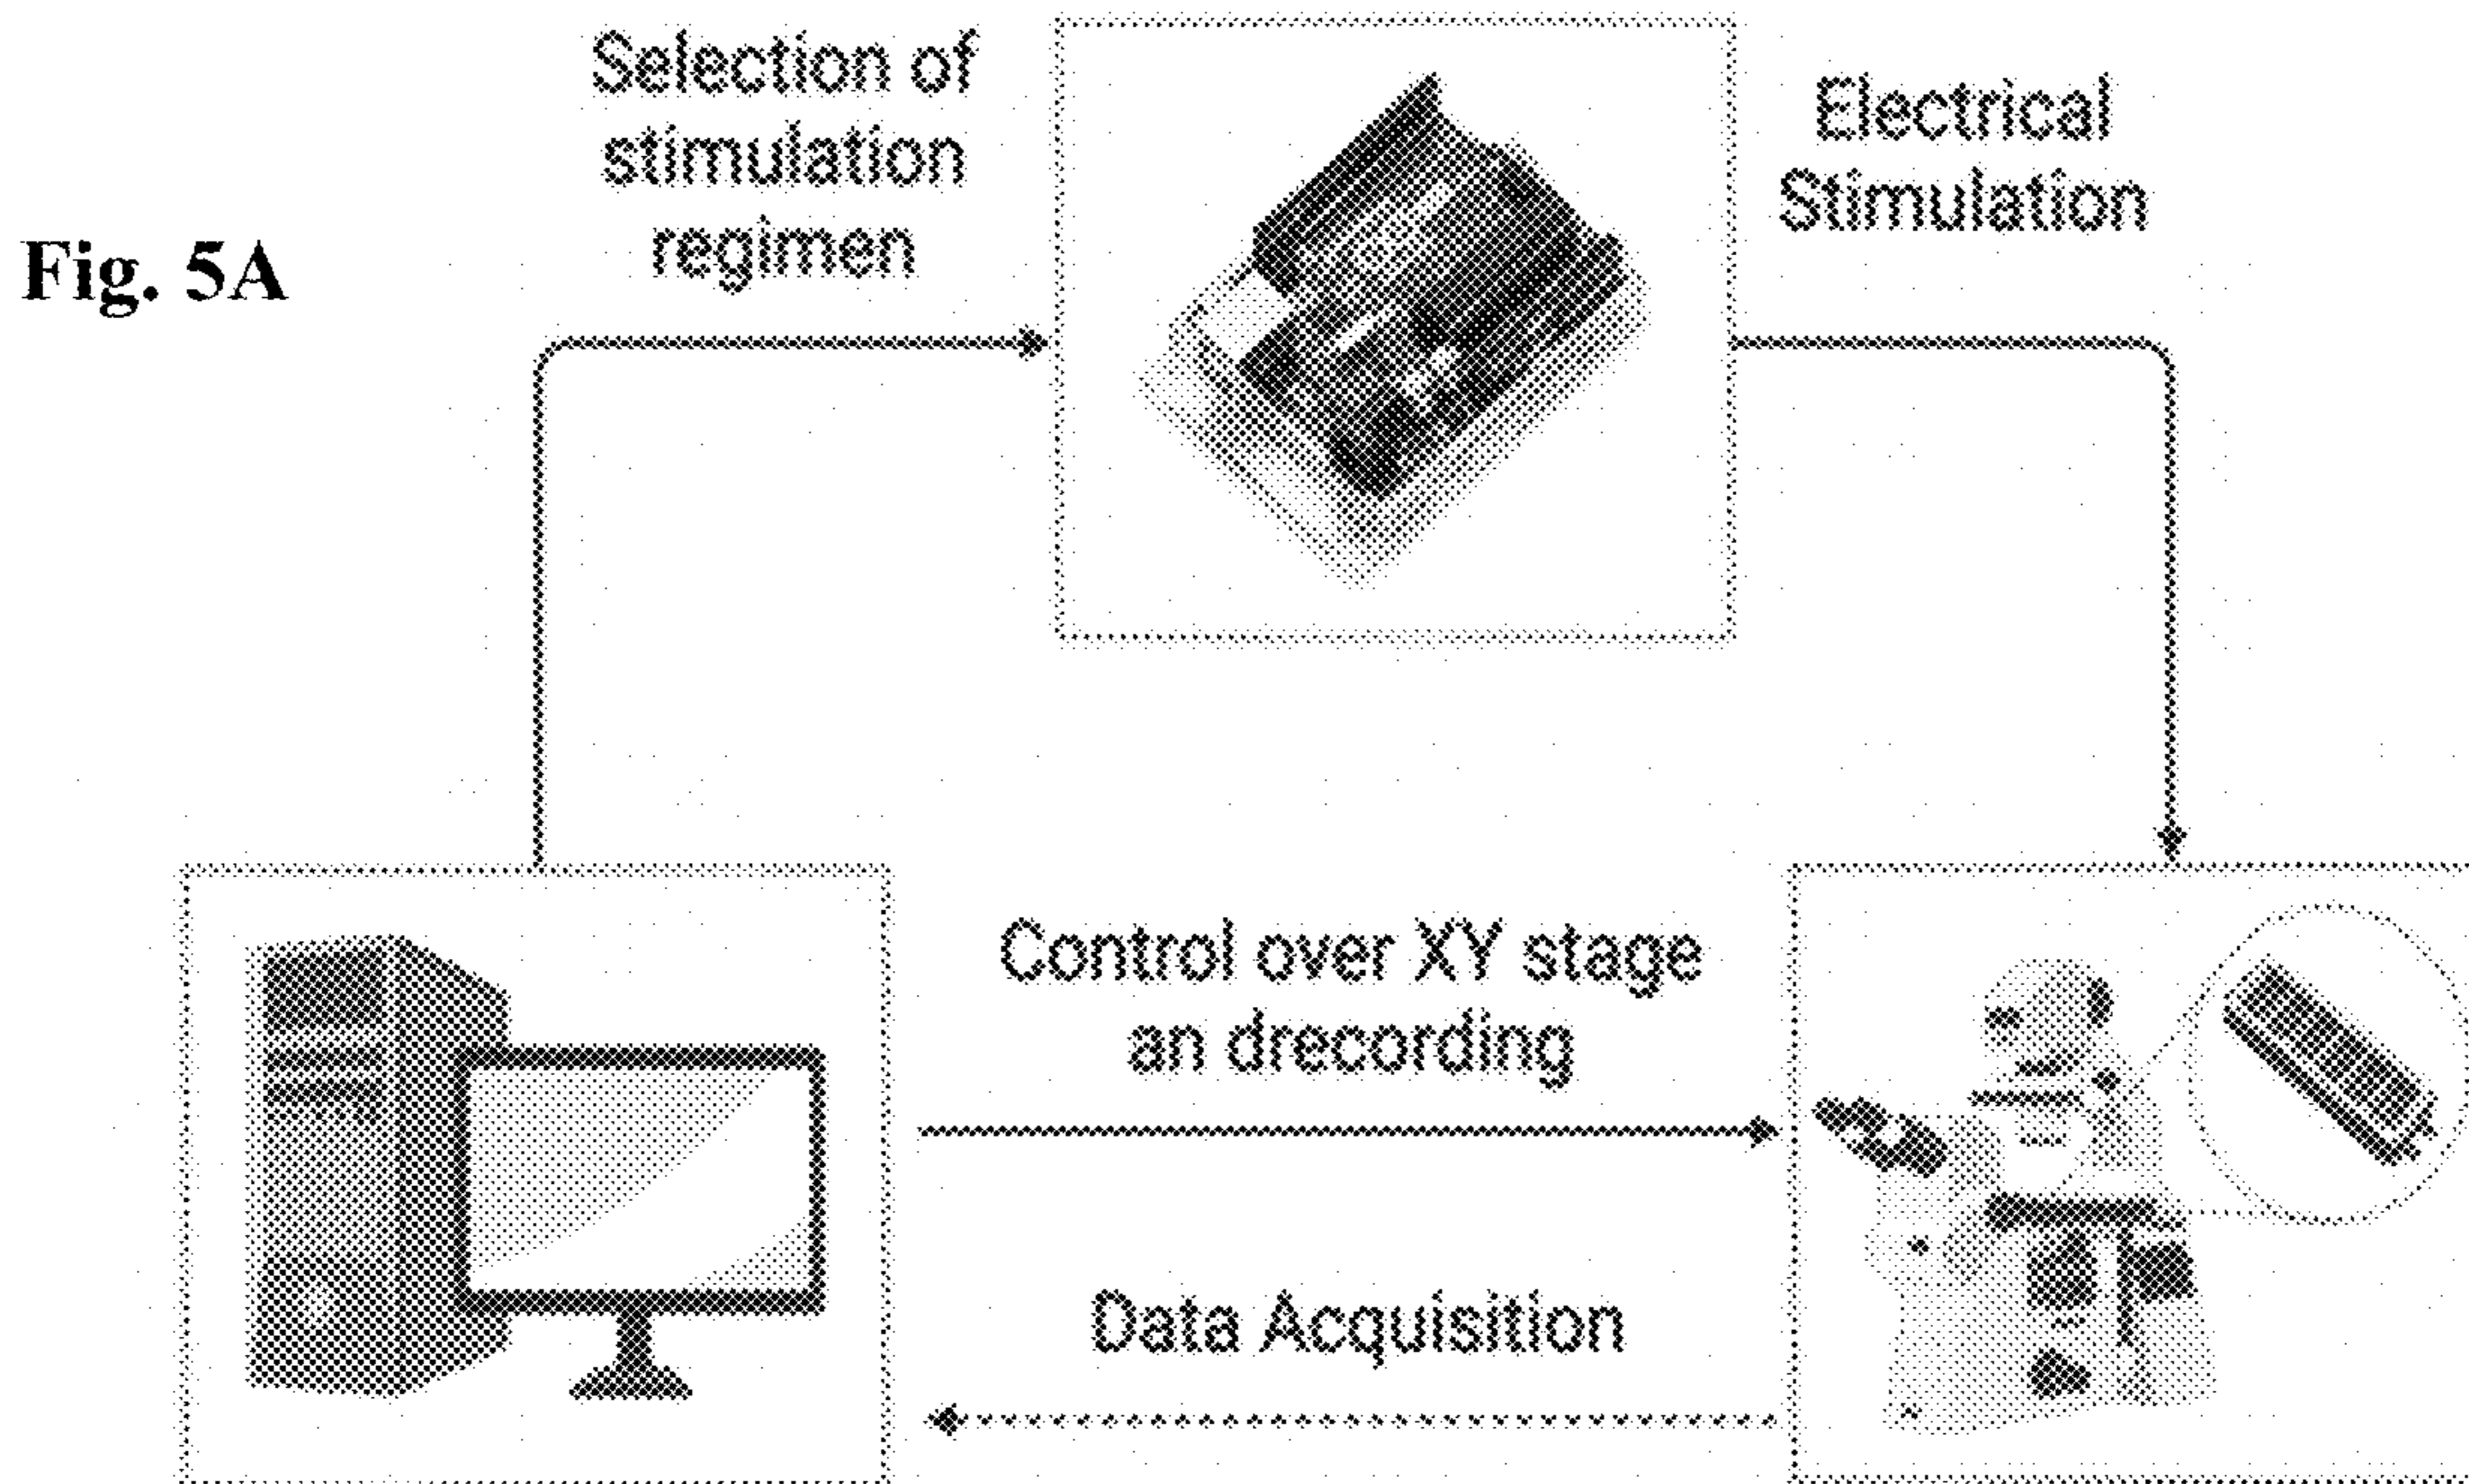 Fig. 5A
Selection of
stimulation
regimen
Electrical
Stimulation
Control over XY stage
an drecording
Data Acquisition